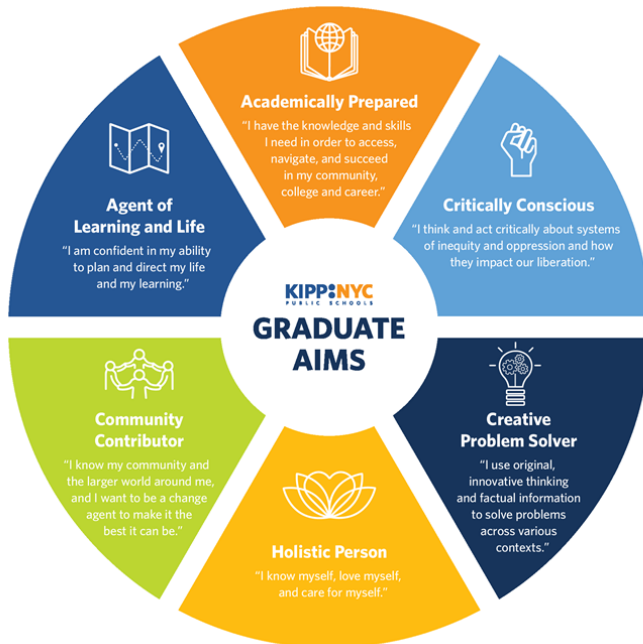 Academically Prepared
"I have the knowledge and skills
I need in order to access,
navigate, and succeed
in my community,
college and career."
Critically Conscious
"I think and act critically about systems
of inequity and oppression and how
they impact our liberation."
Creative
Problem Solver
"I use original,
innovative thinking
and factual information
to solve problems
across various
contexts."
Holistic Person
"I know myself, love myself,
and care for myself."
Community
Contributor
"I know my community and
the larger world around me,
and I want to be a change
agent to make it the
best it can be."
Agent of
Learning and Life
"I am confident in my ability
to plan and direct my life
and my learning."
KIPP:NYC
PUBLIC SCHOOLS
GRADUATE
AIMS